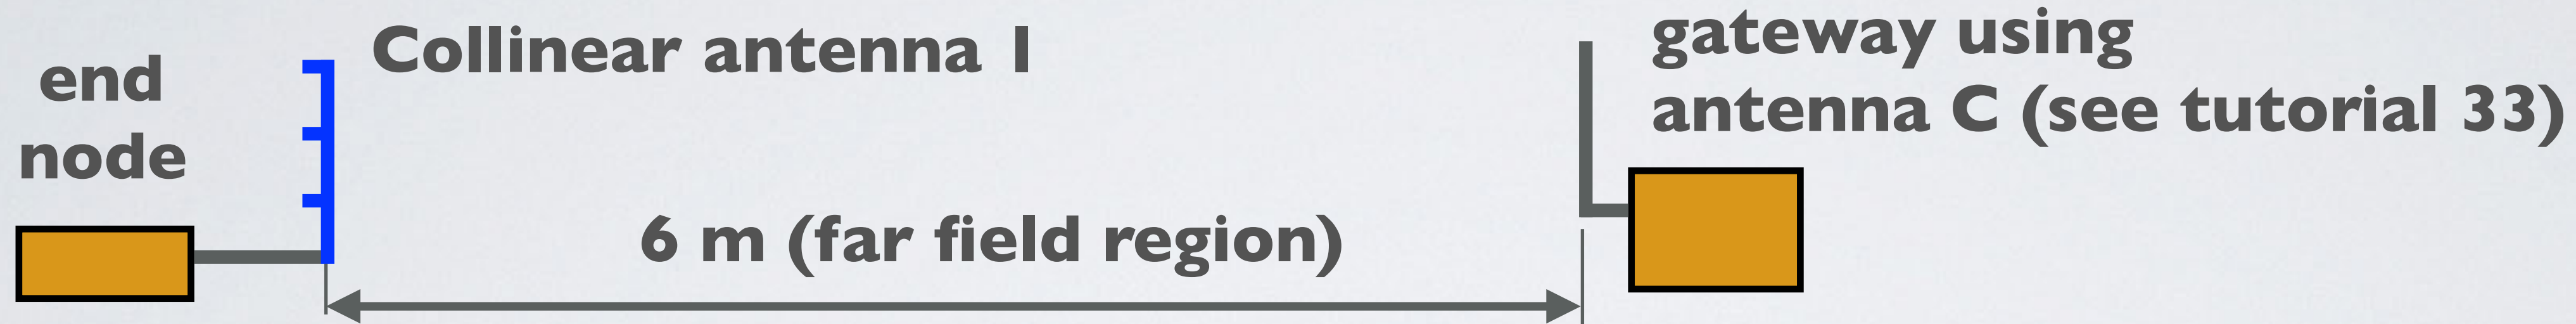 end
node
Collinear antenna 1
6 m (far field region)
gateway using
antenna C (see tutorial 33)